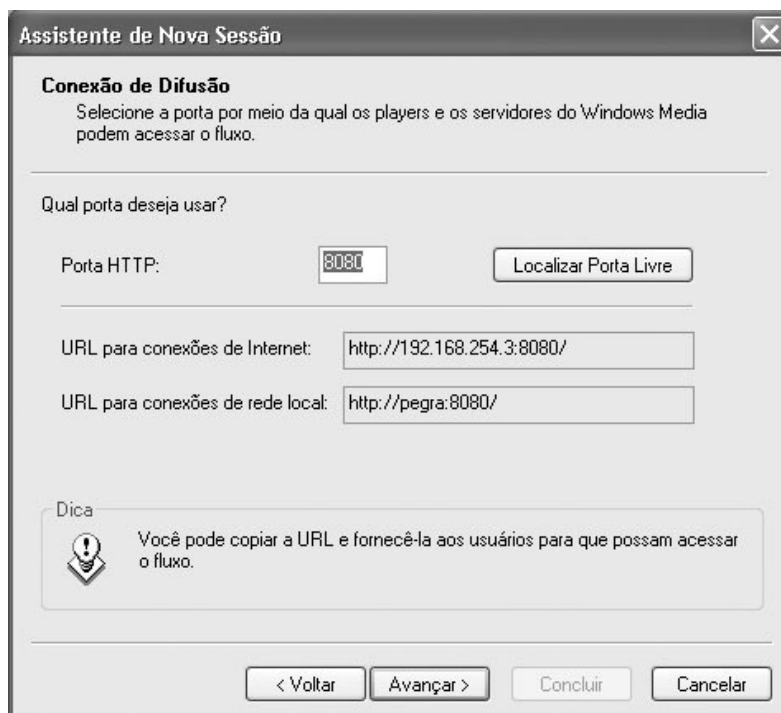 Assistente de Nova Sessão
Conexão de Difusão
Selecione a porta por meio da qual os players e os servidores do Windows Media
podem acessar o fluxo.
Qual porta deseja usar?
Porta HTTP: 8080 Localizar Porta Livre
URL para conexões de Internet: http://192.168.254.3:8080/
URL para conexões de rede local: http://pegra:8080/
Dica
Você pode copiar a URL e fornecê-la aos usuários para que possam acessar
o fluxo.
< Voltar Avançar > Concluir Cancelar